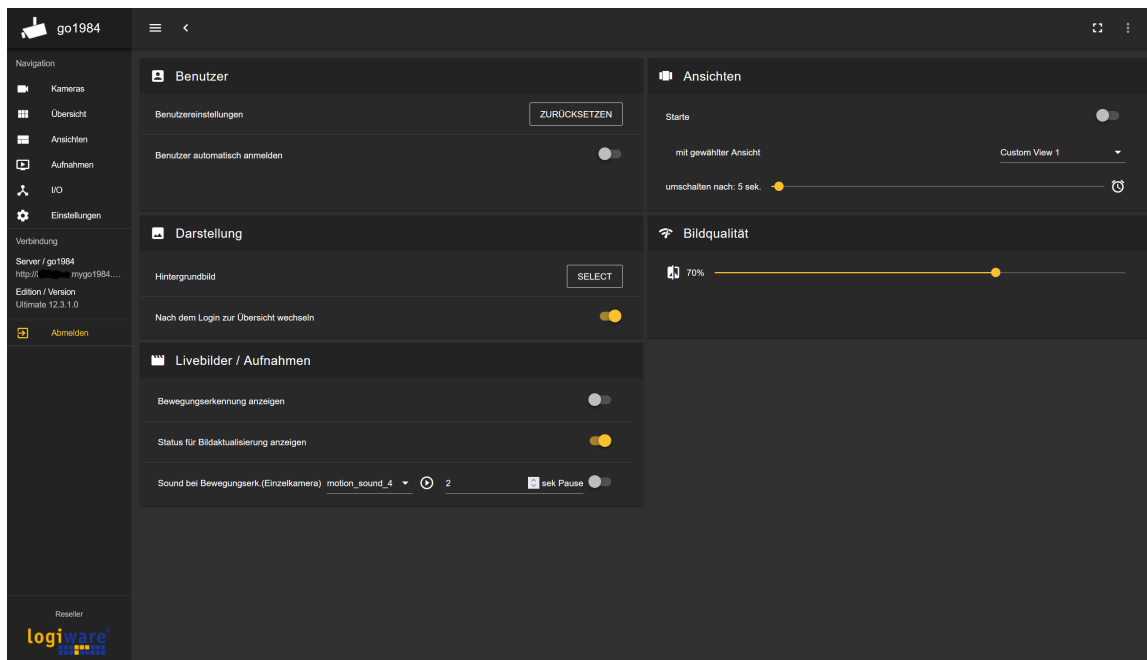 go1984
Navigation
Kameras
Übersicht
Ansichten
Aufnahmen
I/O
Einstellungen
Verbindung
Server / go1984
http://i .mygo1984....
Edition / Version
Ultimate 12.3.1.0
Abmelden
Reseller
logiware
Benutzer
Benutzereinstellungen ZURÜCKSETZEN
Benutzer automatisch anmelden
Ansichten
Starte
mit gewählter Ansicht Custom View 1
umschalten nach: 5 sek.
Darstellung
Hintergrundbild SELECT
Nach dem Login zur Übersicht wechseln
Bildqualität
70%
Livebilder / Aufnahmen
Bewegungserkennung anzeigen
Status für Bildaktualisierung anzeigen
Sound bei Bewegungserk.(Einzelkamera) motion_sound_4 2 sek Pause